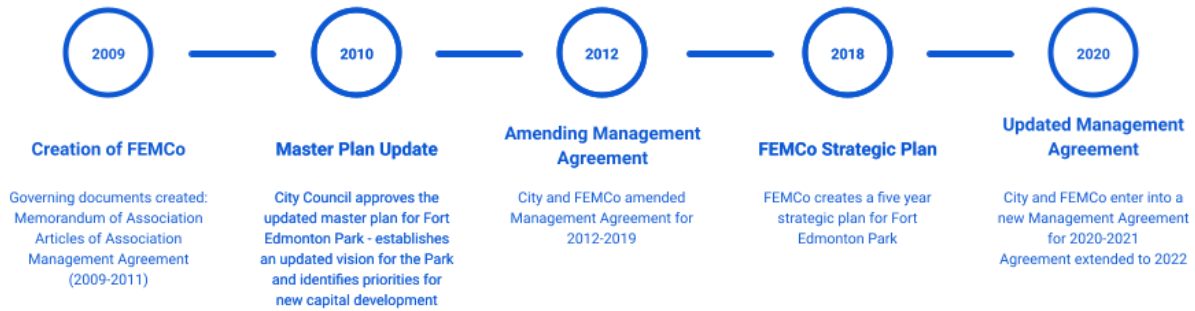 2009
2010
2012
2018
2020
Creation of FEMCo
Governing documents created:
Memorandum of Association
Articles of Association
Management Agreement
(2009-2011)
Master Plan Update
City Council approves the
updated master plan for Fort
Edmonton Park - establishes
an updated vision for the Park
and identifies priorities for
new capital development
Amending Management
Agreement
City and FEMCo amended
Management Agreement for
2012-2019
FEMCo Strategic Plan
FEMCo creates a five year
strategic plan for Fort
Edmonton Park
Updated Management
Agreement
City and FEMCo enter into a
new Management Agreement
for 2020-2021
Agreement extended to 2022